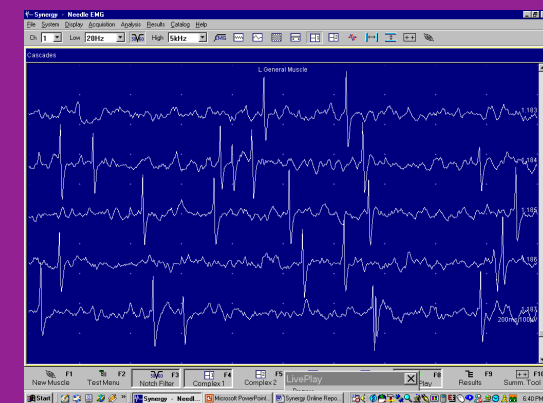 Synergy - Needle EMG
File System Display Acquisition Analysis Results Catalog Help
Ch 1 Low 20Hz High 5kHz
Cascades
L General Muscle
1.183
1.184
1.185
1.186
1.187
200ms 100uV
F1 F2 F3 F4 F5 F8 F9 F10
New Muscle Test Menu Notch Filter Complex 1 Complex 2 LivePlay X Play Results Summ. Tool
Start Synergy - Needl... Microsoft PowerPoint... Synergy Online Repo... 6:40 PM